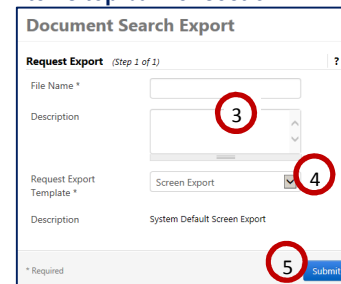 Document Search Export
Request Export (Step 1 of 1) ?
File Name *
Description
3
Request Export
Template *
Screen Export
4
Description System Default Screen Export
* Required
5
Submit